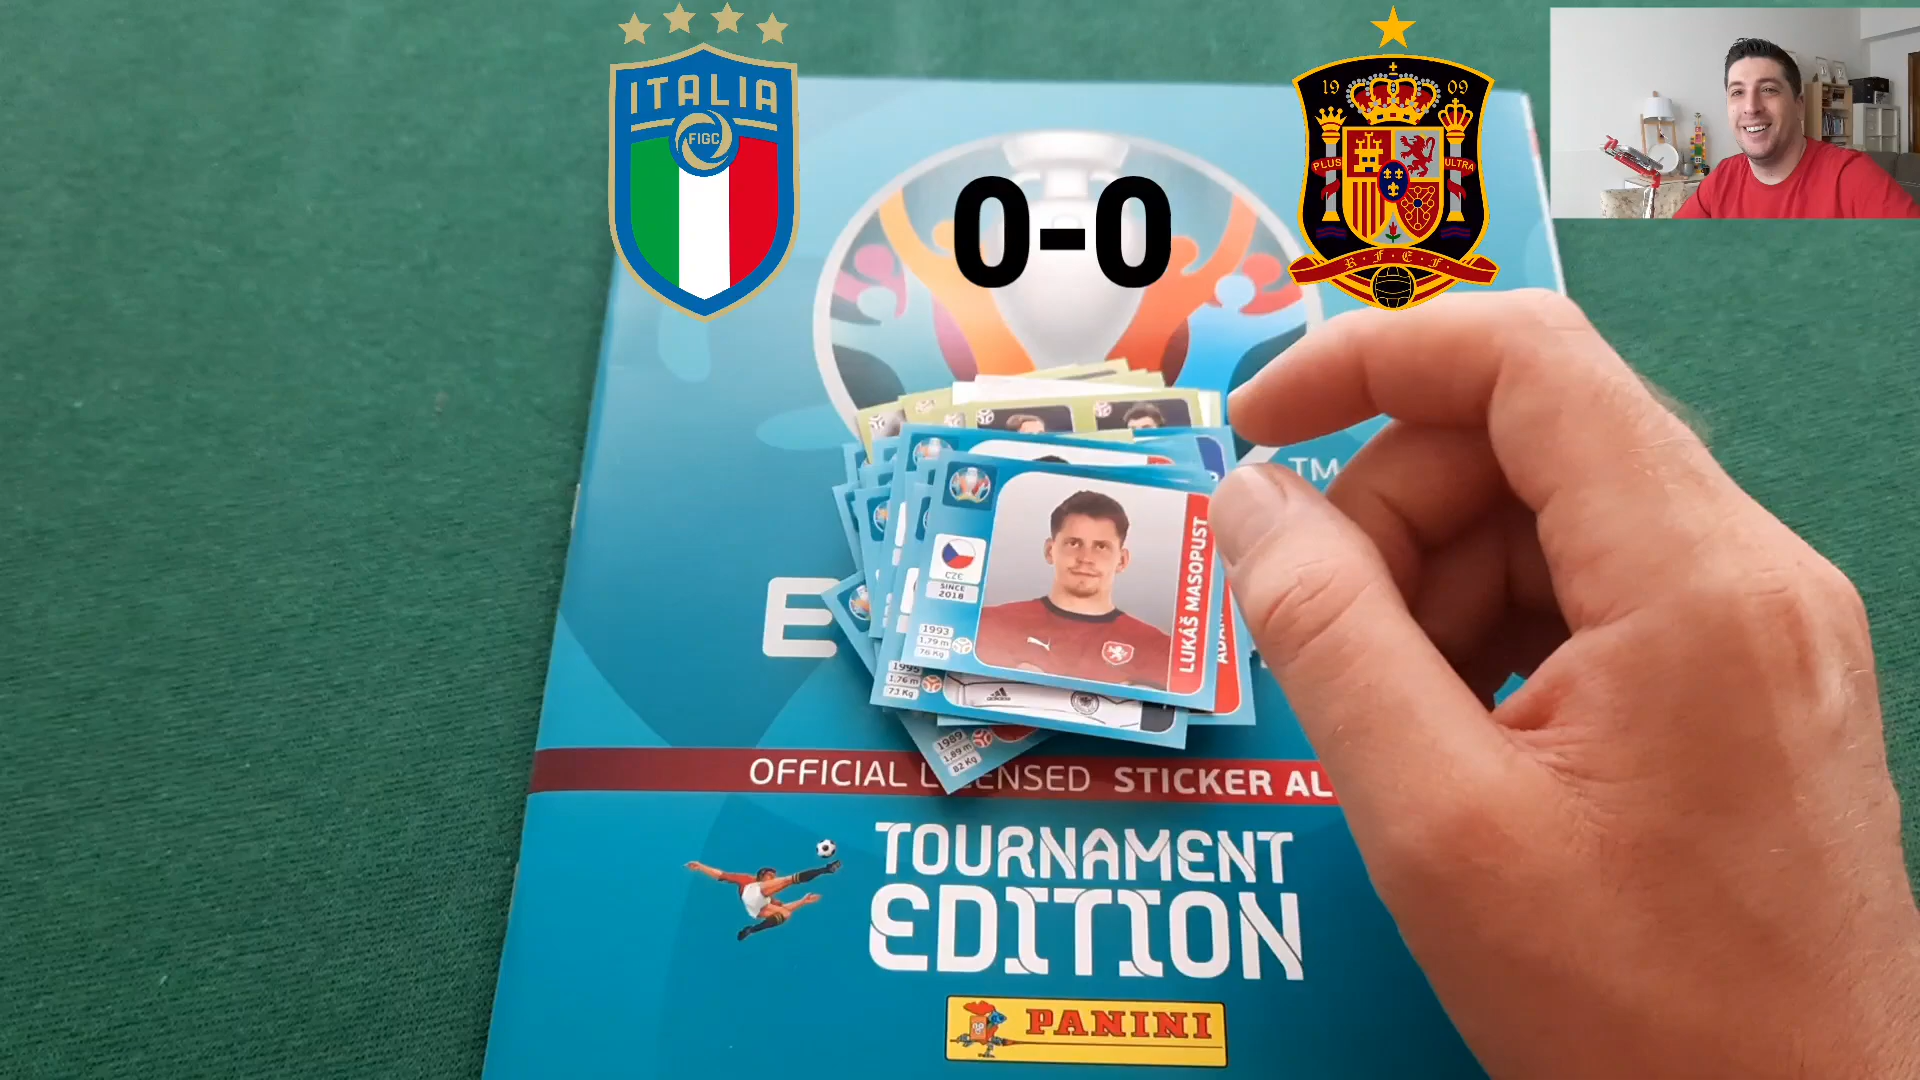 ITALIA
FIGC
0-0
19 09
PLUS ULTRA
R.F.E.F.
TM
E
CZE
SINCE
2018
1993
1,79 m
76 Kg
LUKÁŠ MASOPUST
1995
1,76 m
73 Kg
adidas
1989
1,89 m
82 Kg
OFFICIAL L ENSED STICKER AL
TOURNAMENT
EDITION
PANINI